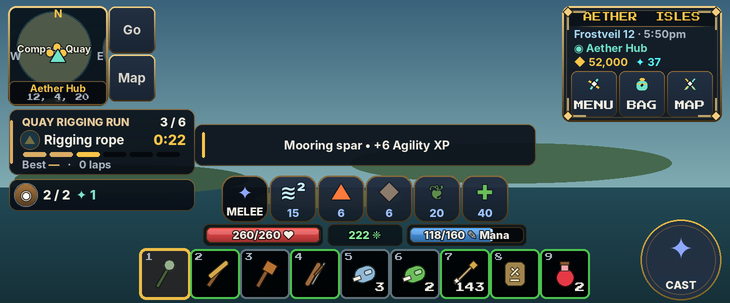 N
W
Compa Quay
E
Aether Hub
12, 4, 20
Go
Map
QUAY RIGGING RUN 3 / 6
Rigging rope 0:22
Best — · 0 laps
2 / 2 ✦ 1
Mooring spar • +6 Agility XP
AETHER ISLES
Frostveil 12 · 5:50pm
◉ Aether Hub
◆ 52,000 ✦ 37
MENU
BAG
MAP
MELEE
2
15
6
6
20
40
260/260 ♥
222
118/160 Mana
1
2
3
4
5
3
6
2
7
143
8
9
2
CAST